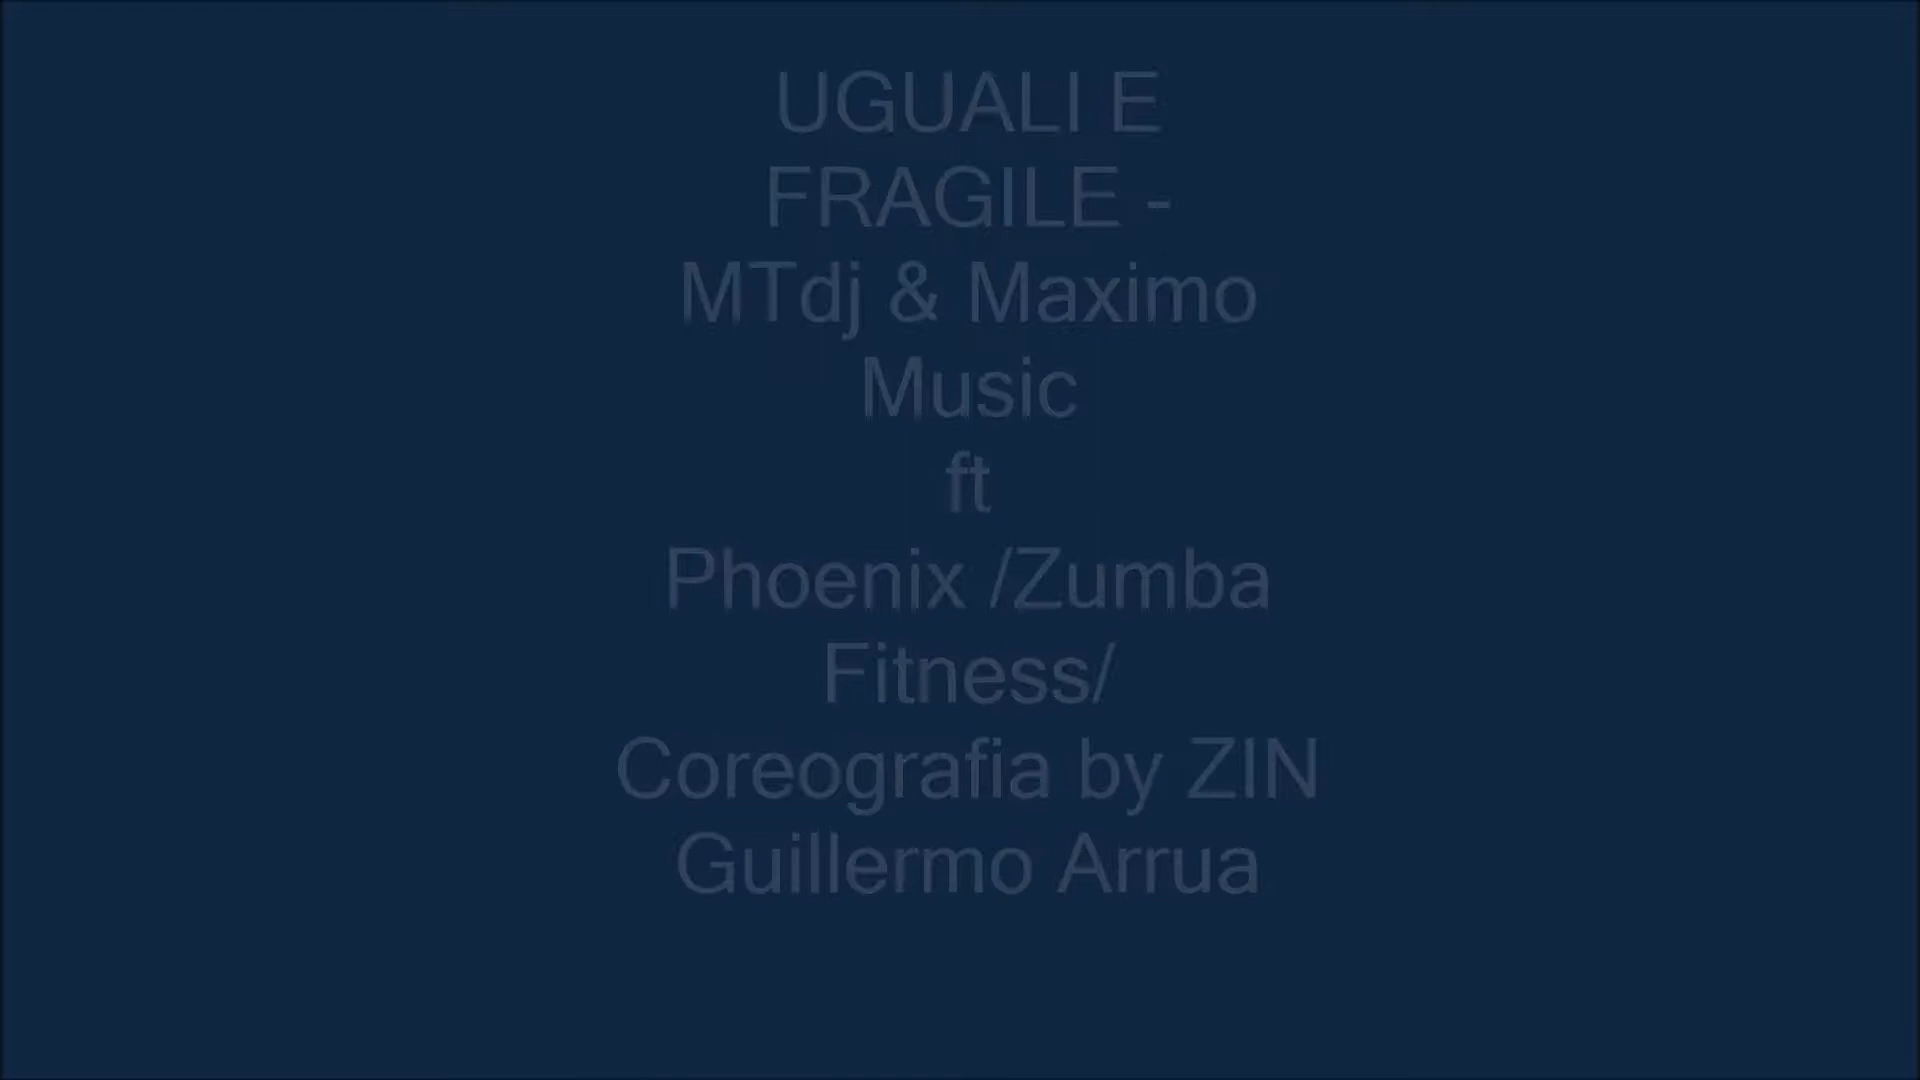 UGUALI E
FRAGILE -
MTdj & Maximo
Music
ft
Phoenix /Zumba
Fitness/
Coreografia by ZIN
Guillermo Arrua